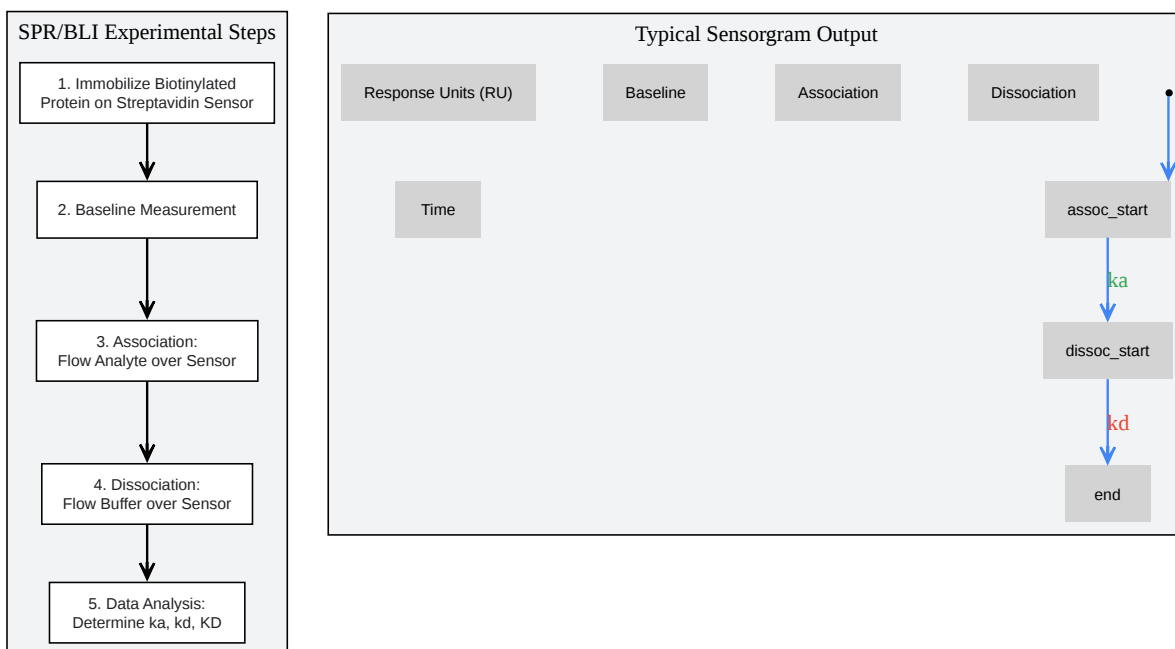 SPR/BLI Experimental Steps
1. Immobilize Biotinylated
Protein on Streptavidin Sensor
2. Baseline Measurement
3. Association:
Flow Analyte over Sensor
4. Dissociation:
Flow Buffer over Sensor
5. Data Analysis:
Determine ka, kd, KD
Typical Sensorgram Output
Response Units (RU)
Baseline
Association
Dissociation
Time
assoc_start
ka
dissoc_start
kd
end